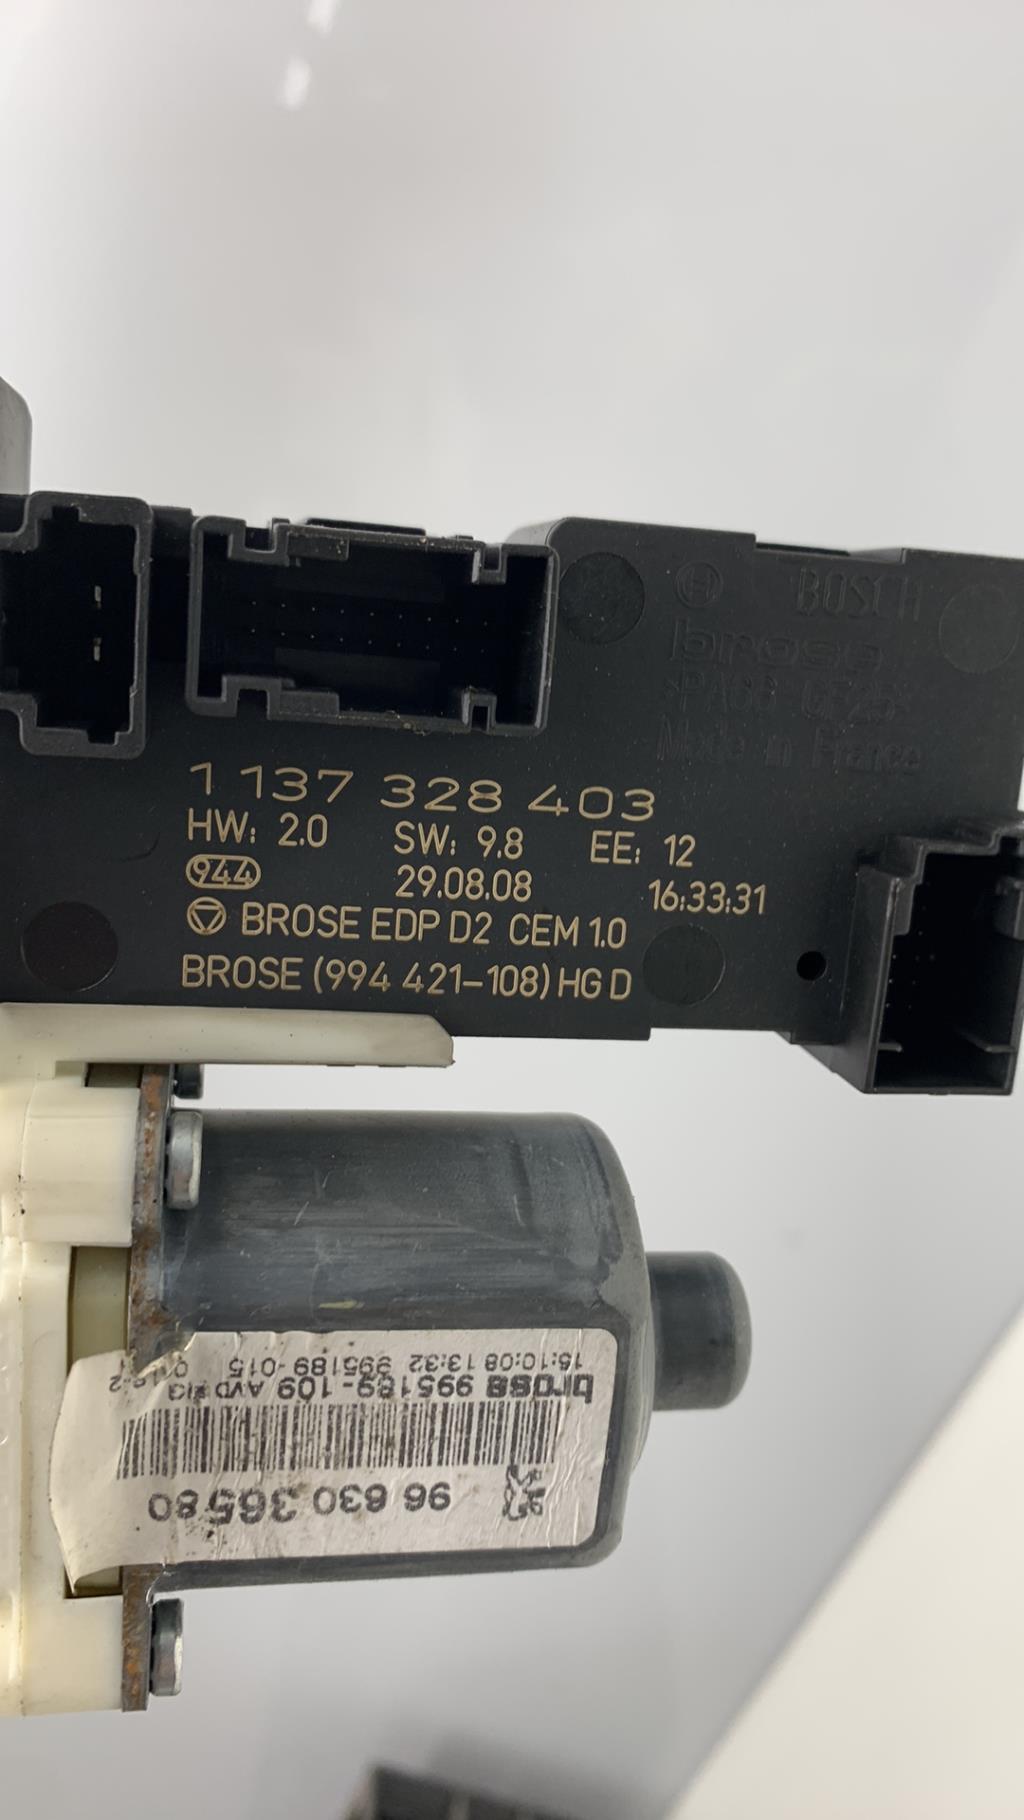 BOSCH
brose
>PA66 GF25<
Made in France
1 137 328 403
HW: 2.0 SW: 9.8 EE: 12
944 29.08.08 16:33:31
BROSE EDP D2 CEM 1.0
BROSE (994 421-108) HG D
96 630 365 80
brose 995189-109 AVD
15:10:08 13:32 995189-015